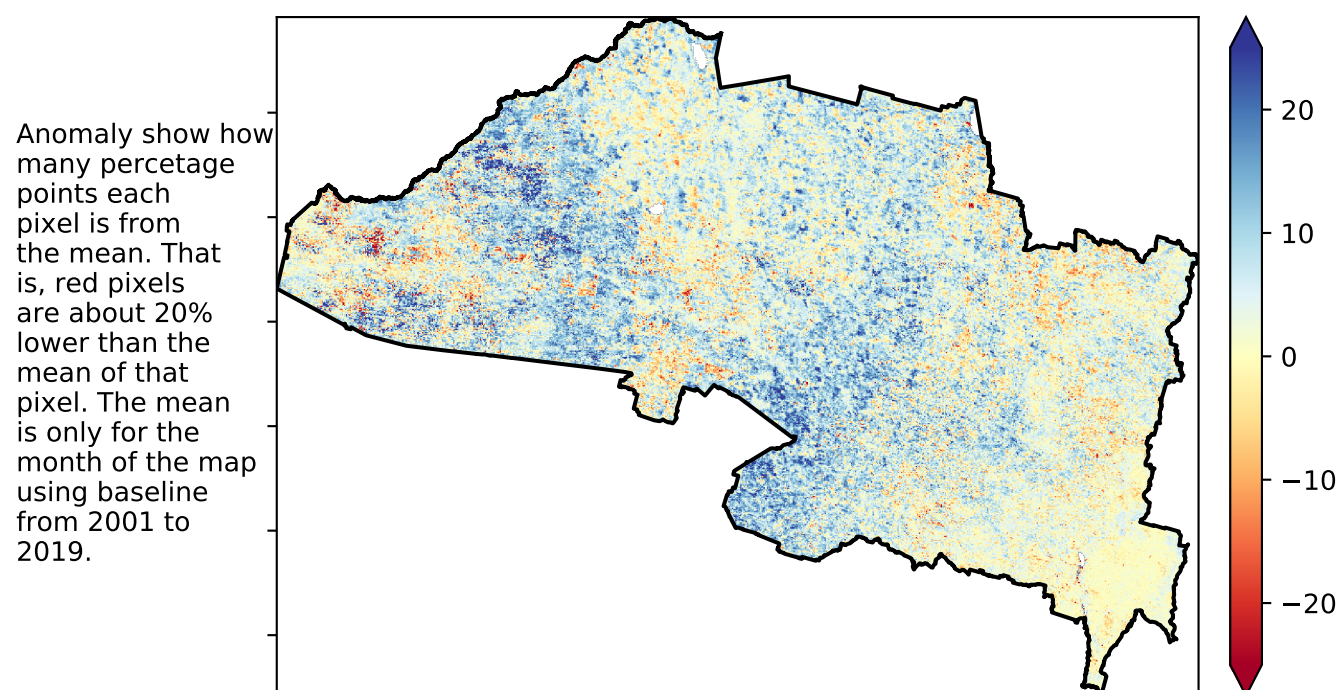 Anomaly show how
many percetage
points each
pixel is from
the mean. That
is, red pixels
are about 20%
lower than the
mean of that
pixel. The mean
is only for the
month of the map
using baseline
from 2001 to
2019.
20
10
0
−10
−20